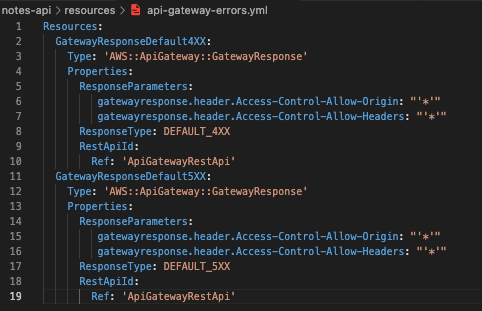 notes-api › resources › api-gateway-errors.yml
1 Resources:
2   GatewayResponseDefault4XX:
3     Type: 'AWS::ApiGateway::GatewayResponse'
4     Properties:
5       ResponseParameters:
6         gatewayresponse.header.Access-Control-Allow-Origin: "'*'"
7         gatewayresponse.header.Access-Control-Allow-Headers: "'*'"
8       ResponseType: DEFAULT_4XX
9       RestApiId:
10         Ref: 'ApiGatewayRestApi'
11   GatewayResponseDefault5XX:
12     Type: 'AWS::ApiGateway::GatewayResponse'
13     Properties:
14       ResponseParameters:
15         gatewayresponse.header.Access-Control-Allow-Origin: "'*'"
16         gatewayresponse.header.Access-Control-Allow-Headers: "'*'"
17       ResponseType: DEFAULT_5XX
18       RestApiId:
19         Ref: 'ApiGatewayRestApi'